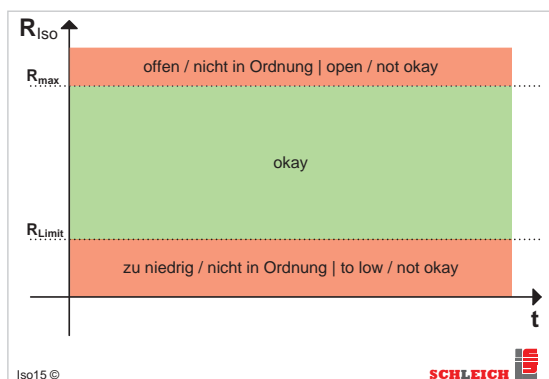 RIso
Rmax
offen / nicht in Ordnung | open / not okay
okay
RLimit
zu niedrig / nicht in Ordnung | to low / not okay
t
Iso15 ©
SCHLEICH